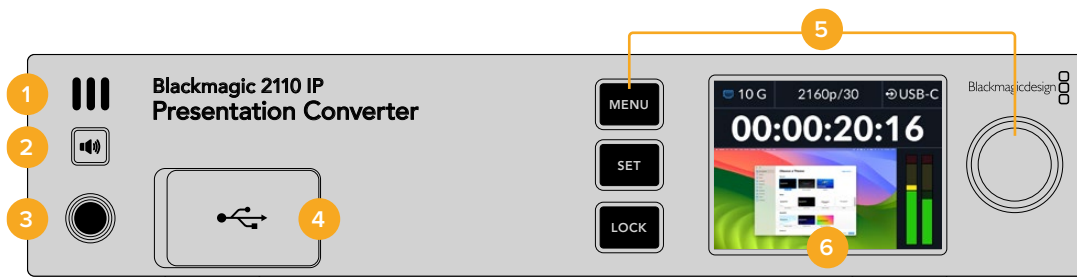 5
1
2
3
Blackmagic 2110 IP
Presentation Converter
4
MENU
SET
LOCK
10 G 2160p/30 USB-C
00:00:20:16
6
Blackmagicdesign